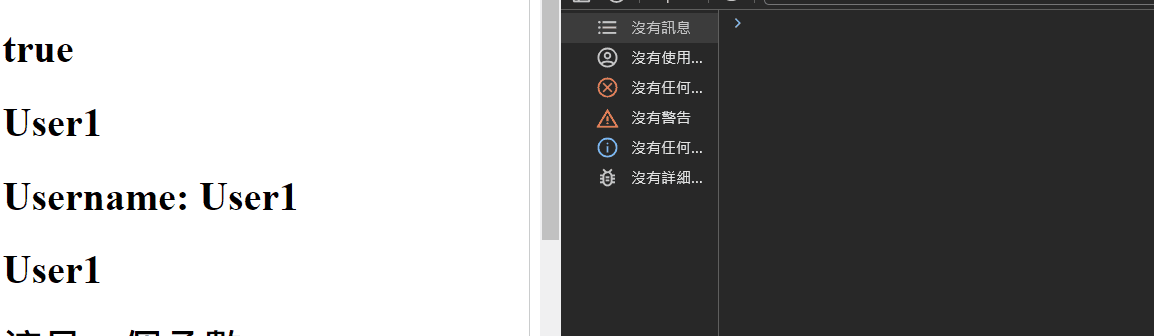 true
User1
Username: User1
User1
沒有訊息
沒有使用...
沒有任何...
沒有警告
沒有任何...
沒有詳細...